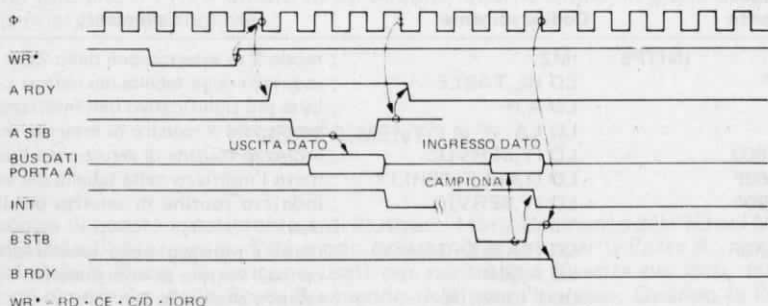 Φ
WR*
A RDY
A STB
USCITA DATO
INGRESSO DATO
BUS DATI
PORTA A
CAMPIONA
INT
B STB
B RDY
WR* = RD • CE • C/D • IORQ